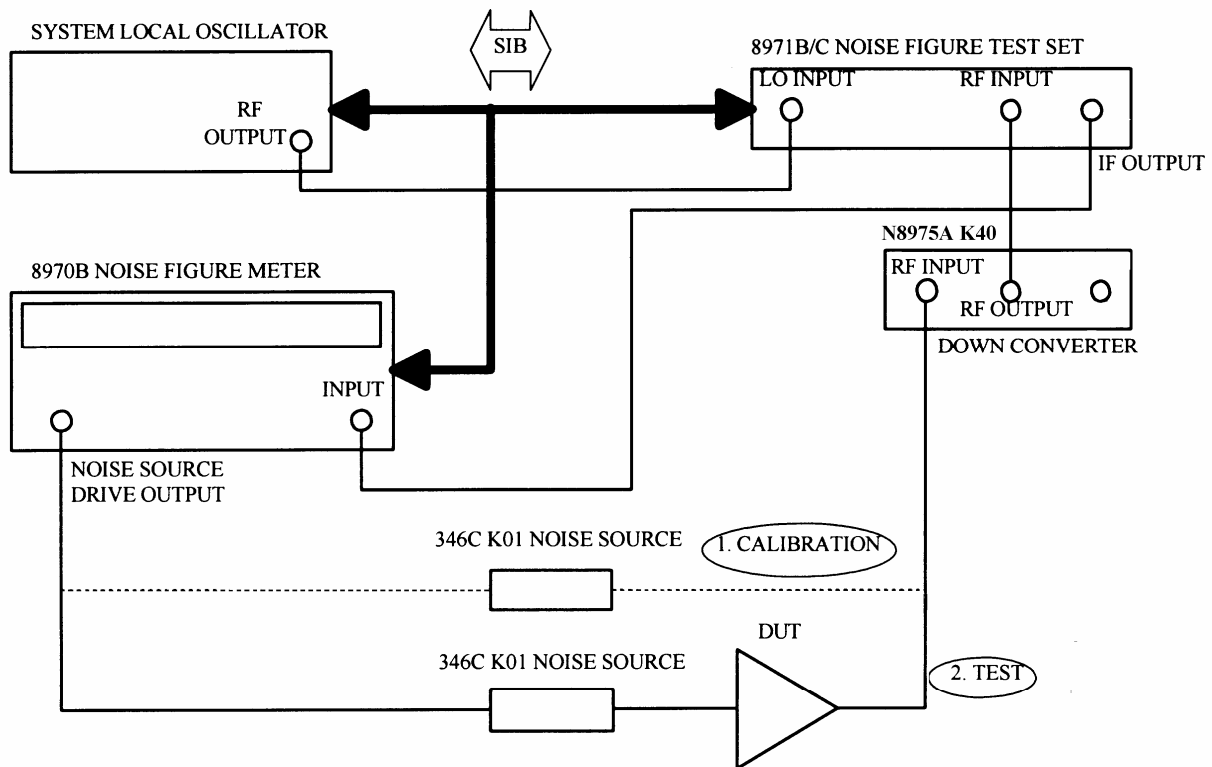 SYSTEM LOCAL OSCILLATOR
SIB
8971B/C NOISE FIGURE TEST SET
LO INPUT
RF INPUT
RF
OUTPUT
IF OUTPUT
N8975A K40
8970B NOISE FIGURE METER
RF INPUT
RF OUTPUT
DOWN CONVERTER
INPUT
NOISE SOURCE
DRIVE OUTPUT
346C K01 NOISE SOURCE
1. CALIBRATION
DUT
346C K01 NOISE SOURCE
2. TEST